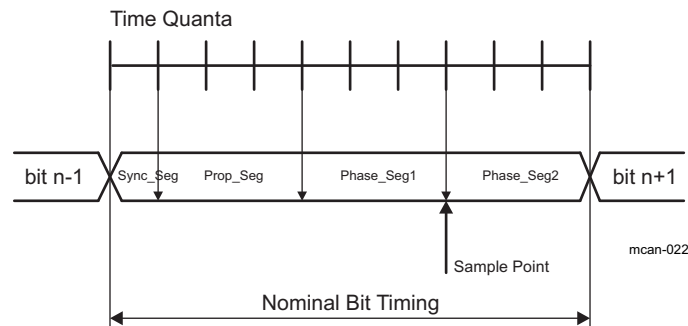 Time Quanta
bit n-1 Sync_Seg Prop_Seg Phase_Seg1 Phase_Seg2 bit n+1
mcan-022
Sample Point
Nominal Bit Timing